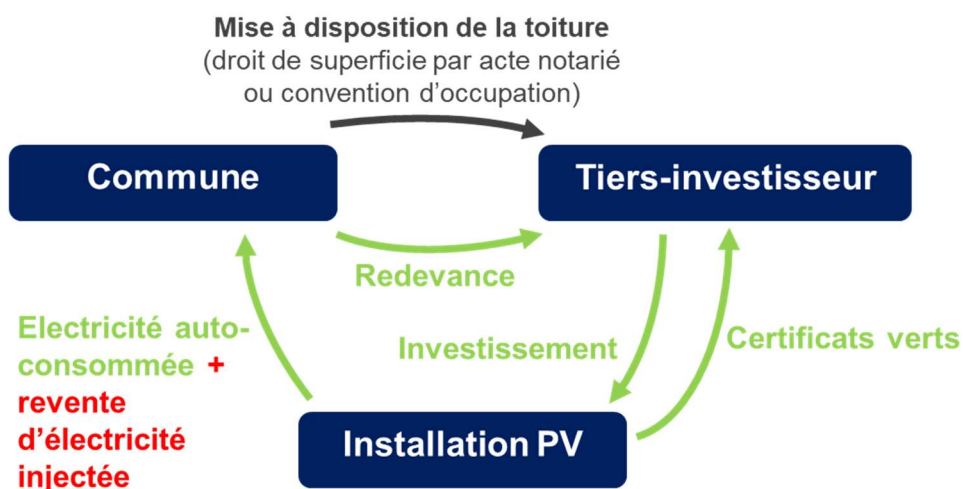 Mise à disposition de la toiture
(droit de superficie par acte notarié
ou convention d’occupation)
Commune
Tiers-investisseur
Redevance
Electricité auto-
consommée +
revente
d’électricité
injectée
Investissement
Certificats verts
Installation PV